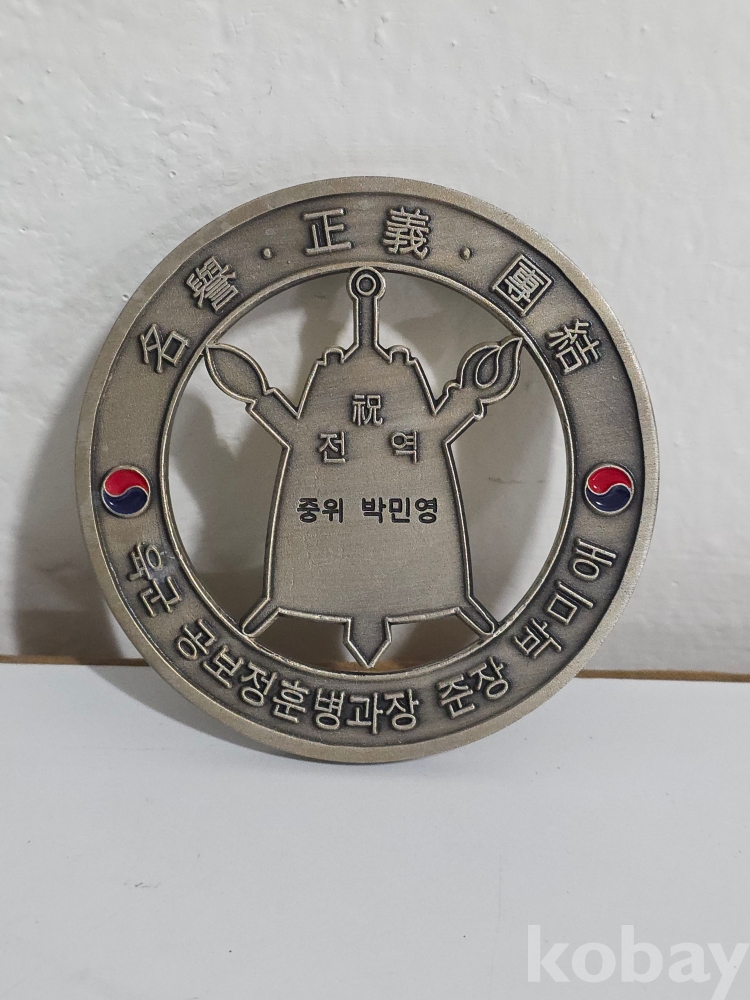 名譽·正義·團結
祝
전 역
중위 박민영
육군 공보정훈병과장 준장 박미동
kobay